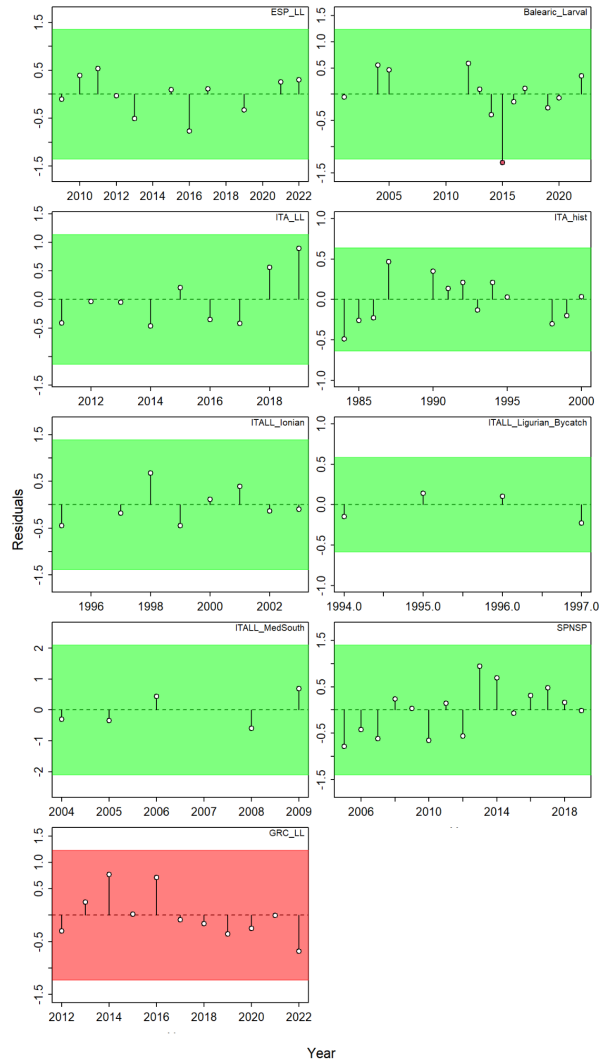 ESP_LL
-1.5 -0.5 0.5 1.5
2010 2012 2014 2016 2018 2020 2022
Balearic_Larval
-1.5 -0.5 0.5 1.5
2005 2010 2015 2020
ITA_LL
-1.5 -0.5 0.0 0.5 1.0 1.5
2012 2014 2016 2018
ITA_hist
-1.0 -0.5 0.0 0.5 1.0
1985 1990 1995 2000
Residuals
ITALL_Ionian
-1.5 -0.5 0.5 1.5
1996 1998 2000 2002
ITALL_Ligurian_Bycatch
-1.0 -0.5 0.0 0.5 1.0
1994.0 1995.0 1996.0 1997.0
ITALL_MedSouth
-2 -1 0 1 2
2004 2005 2006 2007 2008 2009
SPNSP
-1.5 -0.5 0.5 1.5
2006 2010 2014 2018
GRC_LL
-1.5 -0.5 0.5 1.0 1.5
2012 2014 2016 2018 2020 2022
Year